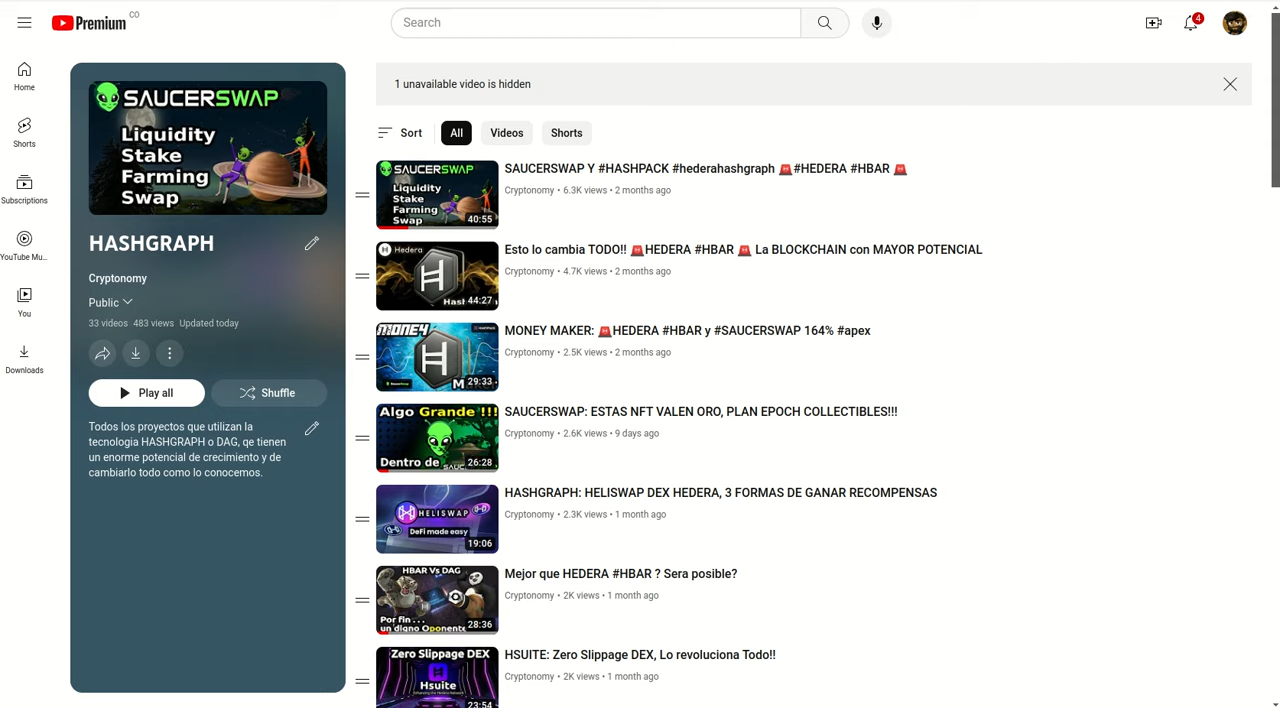 Premium CO
Search
4
Home
Shorts
Subscriptions
YouTube Mu...
You
Downloads
SAUCERSWAP
Liquidity
Stake
Farming
Swap
HASHGRAPH
Cryptonomy
Public
33 videos 483 views Updated today
Play all
Shuffle
Todos los proyectos que utilizan la
tecnologia HASHGRAPH o DAG, qe tienen
un enorme potencial de crecimiento y de
cambiarlo todo como lo conocemos.
1 unavailable video is hidden
Sort
All
Videos
Shorts
SAUCERSWAP
Liquidity
Stake
Farming
Swap
40:55
SAUCERSWAP Y #HASHPACK #hederahashgraph 🚨#HEDERA #HBAR 🚨
Cryptonomy • 6.3K views • 2 months ago
Hedera
Hash
44:27
Esto lo cambia TODO!! 🚨HEDERA #HBAR 🚨 La BLOCKCHAIN con MAYOR POTENCIAL
Cryptonomy • 4.7K views • 2 months ago
MONEY
29:33
MONEY MAKER: 🚨HEDERA #HBAR y #SAUCERSWAP 164% #apex
Cryptonomy • 2.5K views • 2 months ago
Algo Grande !!!
Dentro de
26:28
SAUCERSWAP: ESTAS NFT VALEN ORO, PLAN EPOCH COLLECTIBLES!!!
Cryptonomy • 2.6K views • 9 days ago
HELISWAP
DeFi made easy
19:06
HASHGRAPH: HELISWAP DEX HEDERA, 3 FORMAS DE GANAR RECOMPENSAS
Cryptonomy • 2.3K views • 1 month ago
HBAR Vs DAG
Por fin . . .
un digno Oponente
28:36
Mejor que HEDERA #HBAR ? Sera posible?
Cryptonomy • 2K views • 1 month ago
Zero Slippage DEX
Hsuite
23:54
HSUITE: Zero Slippage DEX, Lo revoluciona Todo!!
Cryptonomy • 2K views • 1 month ago